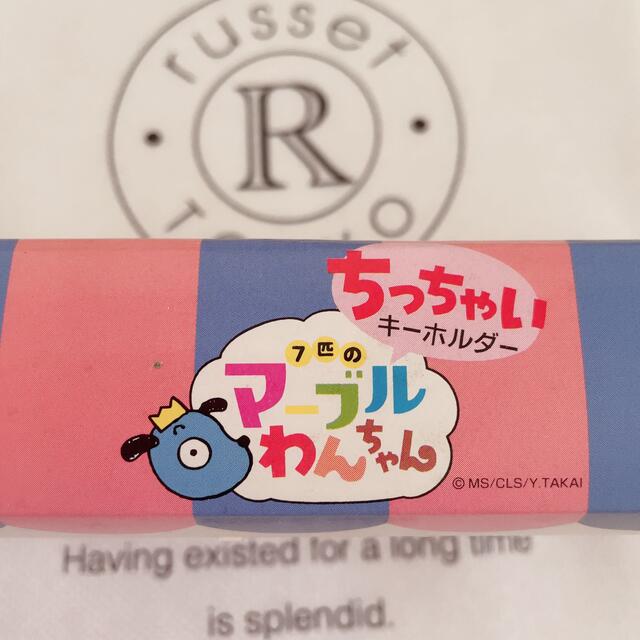 russet
R
TOKYO
ちっちゃい
キーホルダー
7匹の
マーブル
わんちゃん
© MS/CLS/Y.TAKAI
Having existed for a long time
is splendid.